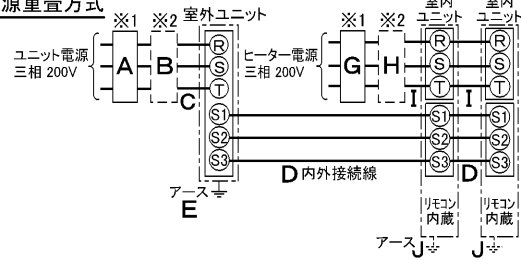 源重畳方式
※1 ※2 室外ユニット
※1 ※2 室内ユニット 室内ユニット
ユニット電源
三相 200V
A B C
R
S
T
S1
S2
S3
ヒーター電源
三相 200V
G H I I
R R
S S
T T
S1 S1
S2 S2
S3 S3
D 内外接続線 D
アース
E
リモコン
内蔵
リモコン
内蔵
アース J J